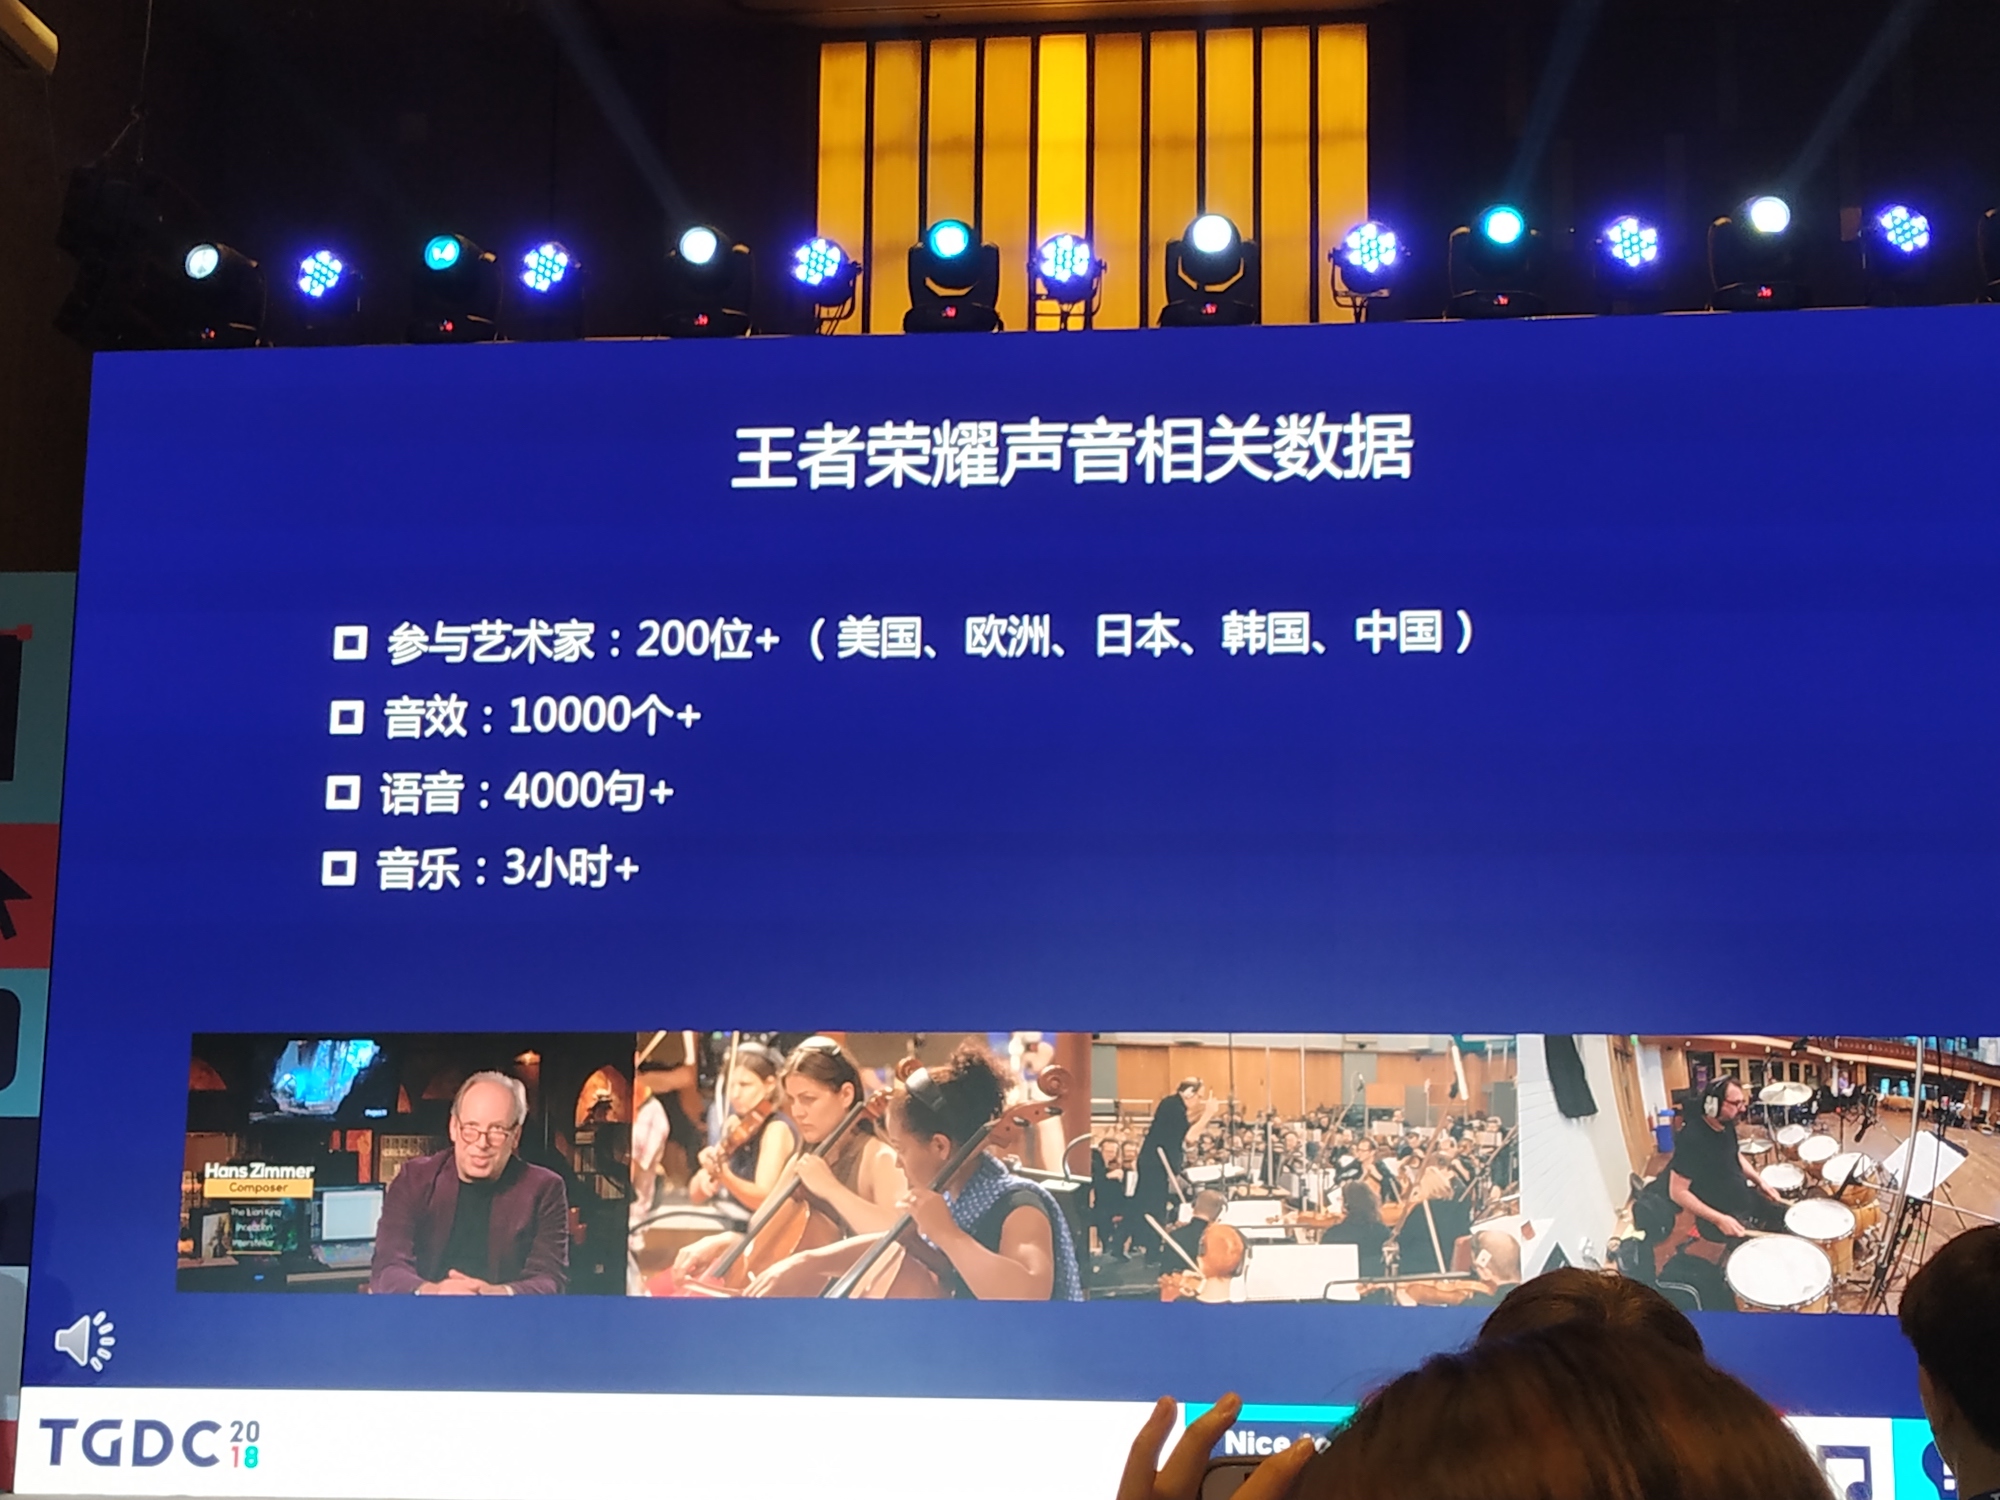 王者荣耀声音相关数据
参与艺术家：200位+（美国、欧洲、日本、韩国、中国）
音效：10000个+
语音：4000句+
音乐：3小时+
Hans Zimmer
Composer
The Lion King
Inception
Interstellar
TGDC 2018
Nice to